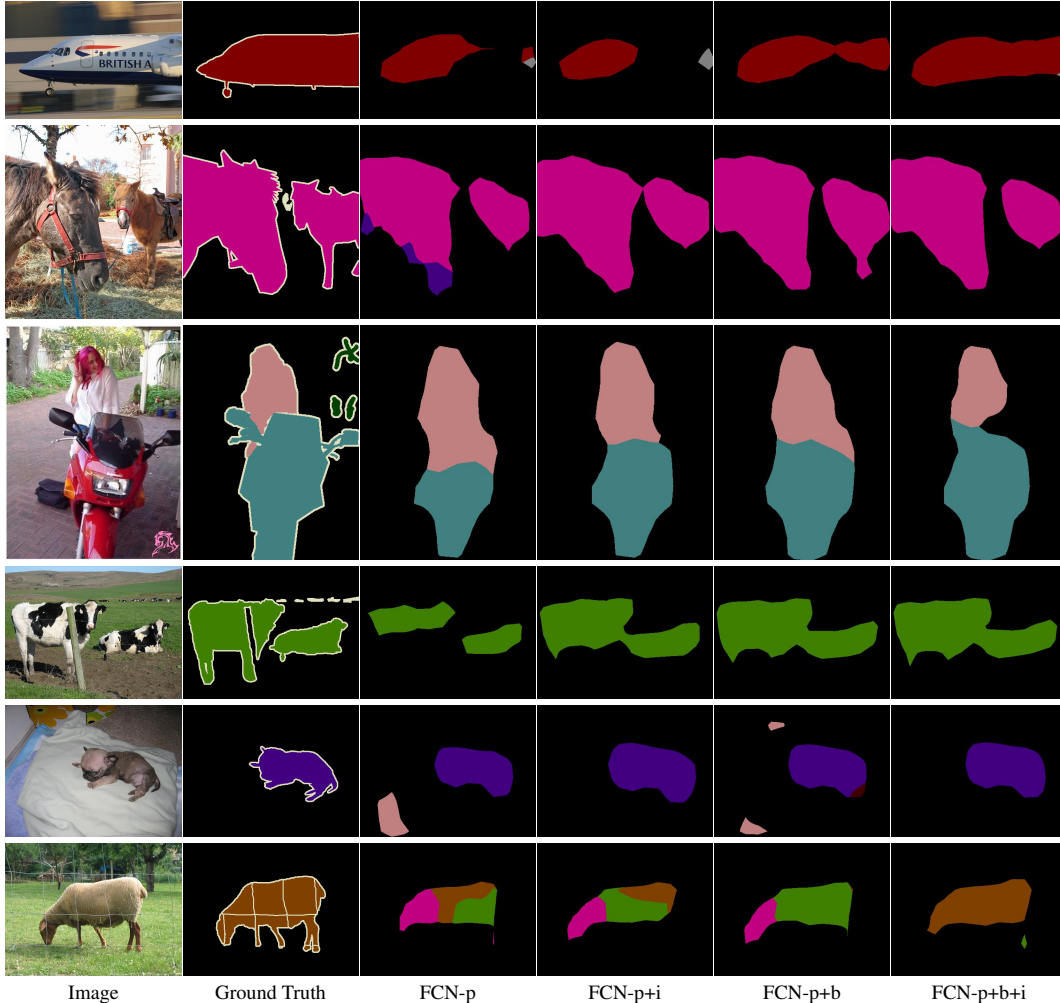 BRITISH A
Image
Ground Truth
FCN-p
FCN-p+i
FCN-p+b
FCN-p+b+i